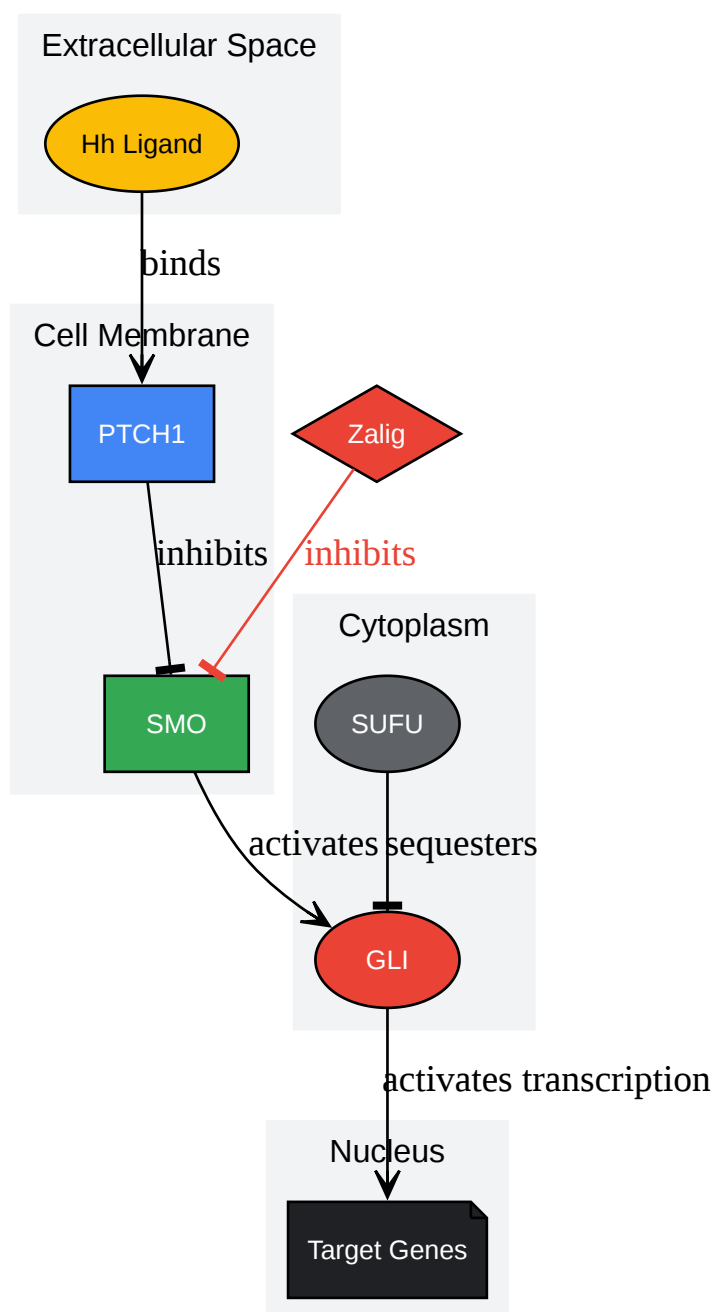 Extracellular Space
Hh Ligand
binds
Cell Membrane
PTCH1
Zalig
inhibits
inhibits
Cytoplasm
SMO
SUFU
activates
sequesters
GLI
activates transcription
Nucleus
Target Genes